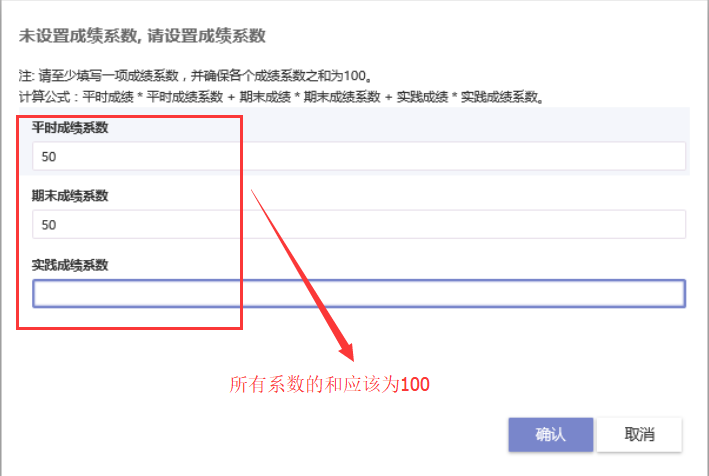 未设置成绩系数, 请设置成绩系数
注: 请至少填写一项成绩系数，并确保各个成绩系数之和为100。
计算公式：平时成绩 * 平时成绩系数 + 期末成绩 * 期末成绩系数 + 实践成绩 * 实践成绩系数。
平时成绩系数
50
期末成绩系数
50
实践成绩系数
所有系数的和应该为100
确认 取消